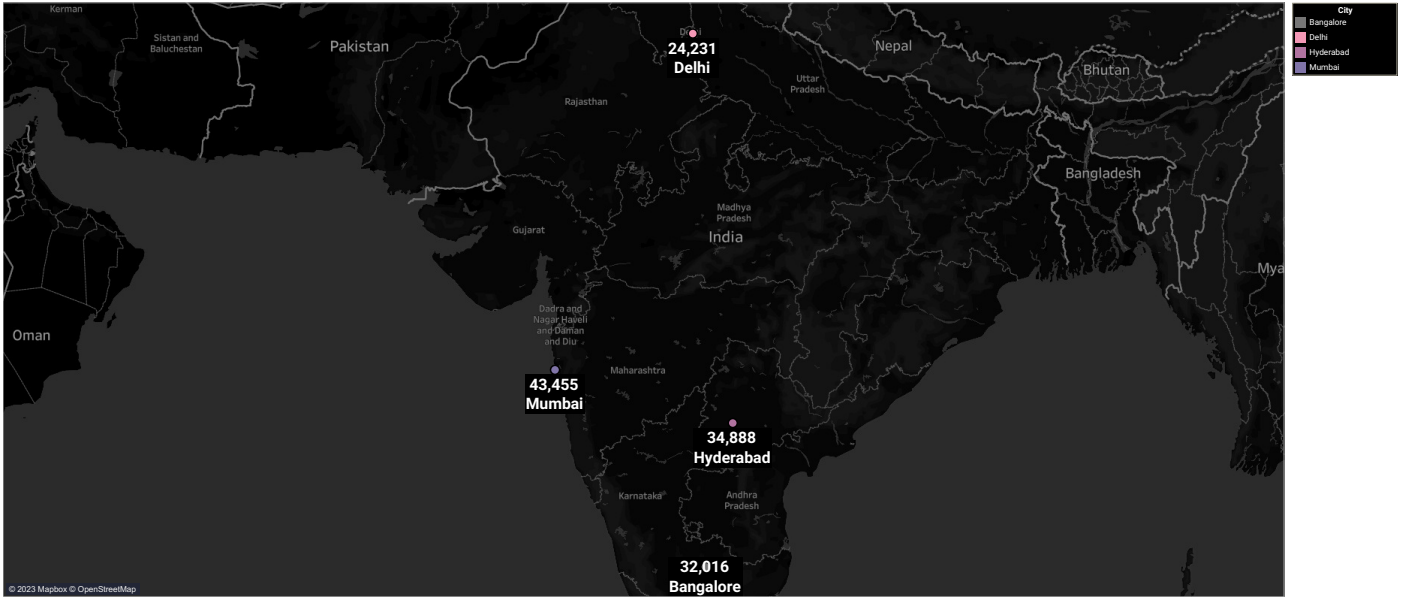 Kerman
Sistan and
Baluchestan
Pakistan
Delhi
24,231
Delhi
Nepal
Bhutan
Uttar
Pradesh
Rajasthan
Bangladesh
Madhya
Pradesh
India
Gujarat
Mya
Dadra and
Nagar Haveli
and Daman
and Diu
Oman
Maharashtra
43,455
Mumbai
34,888
Hyderabad
Karnataka
Andhra
Pradesh
32,016
Bangalore
© 2023 Mapbox © OpenStreetMap
City
Bangalore
Delhi
Hyderabad
Mumbai